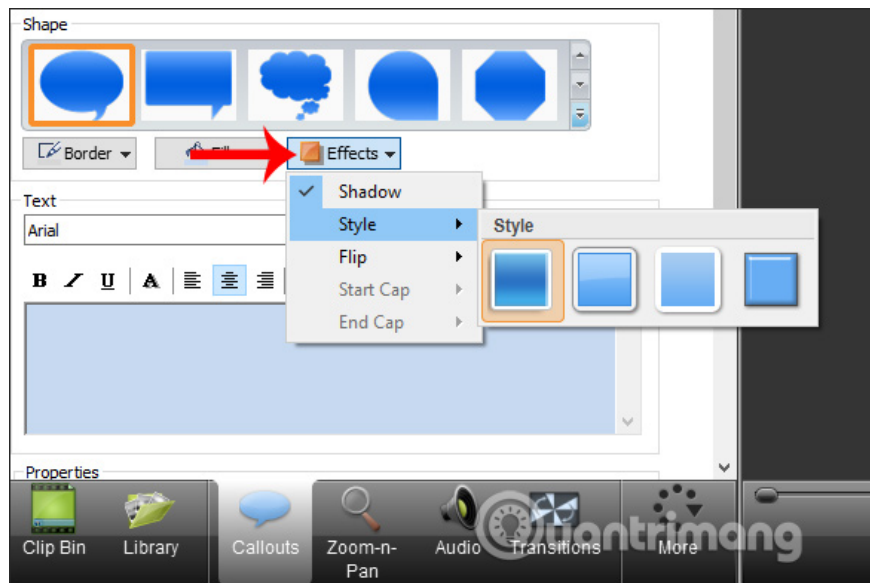 Shape
Border
Effects
Shadow
Text
Arial
Style
Style
Flip
B I U A
Start Cap
End Cap
Properties
Clip Bin
Library
Callouts
Zoom-n-
Pan
Audio
Transitions
More
Quantrimang